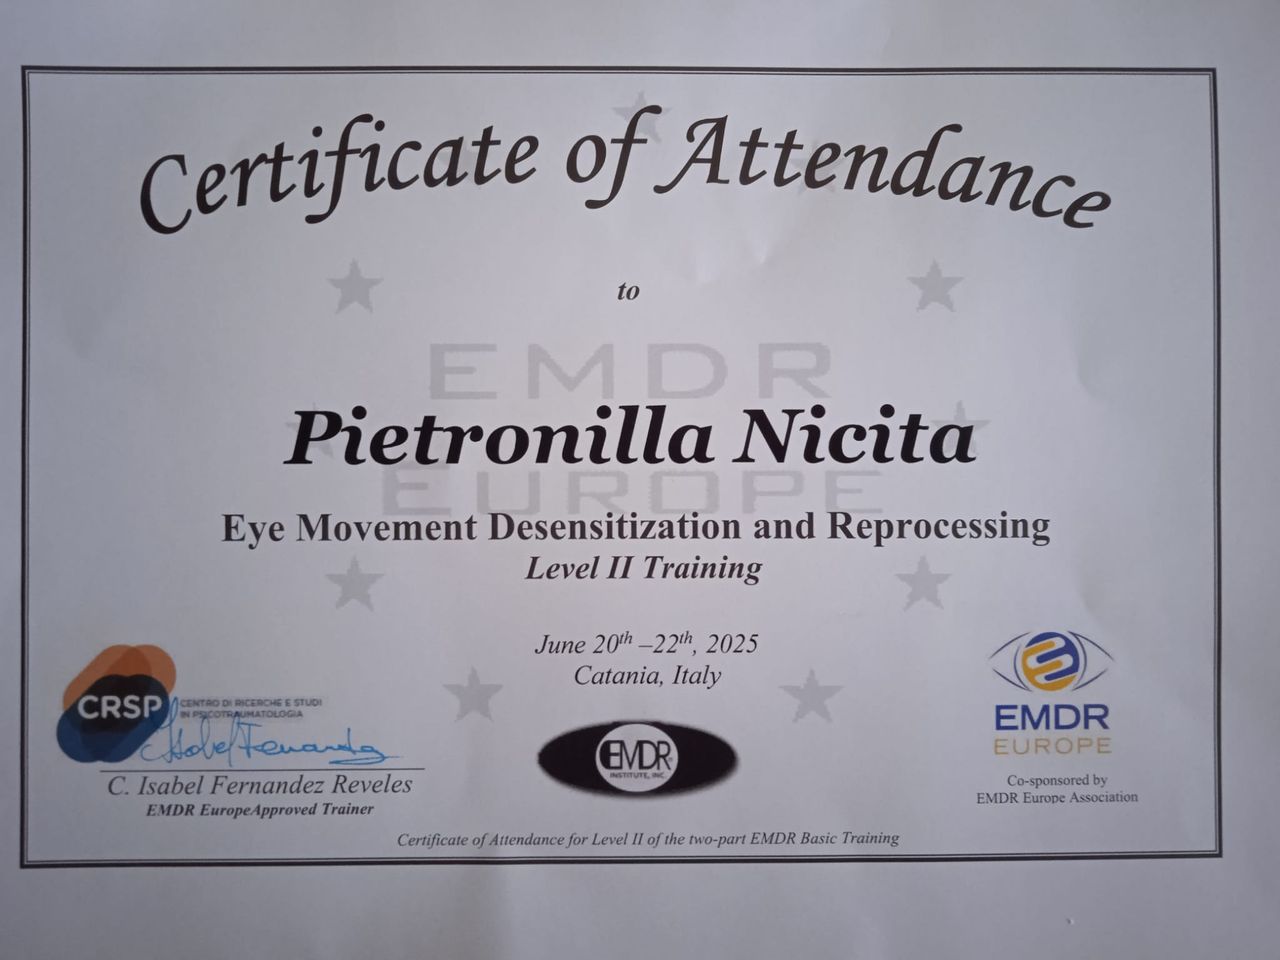 Certificate of Attendance
to
EMDR
Pietronilla Nicita
EUROPE
Eye Movement Desensitization and Reprocessing
Level II Training
June 20th –22th, 2025
Catania, Italy
CRSP
CENTRO DI RICERCHE E STUDI
IN PSICOTRAUMATOLOGIA
Isabel Fernandez
C. Isabel Fernandez Reveles
EMDR EuropeApproved Trainer
EMDR®
INSTITUTE, INC.
EMDR
EUROPE
Co-sponsored by
EMDR Europe Association
Certificate of Attendance for Level II of the two-part EMDR Basic Training